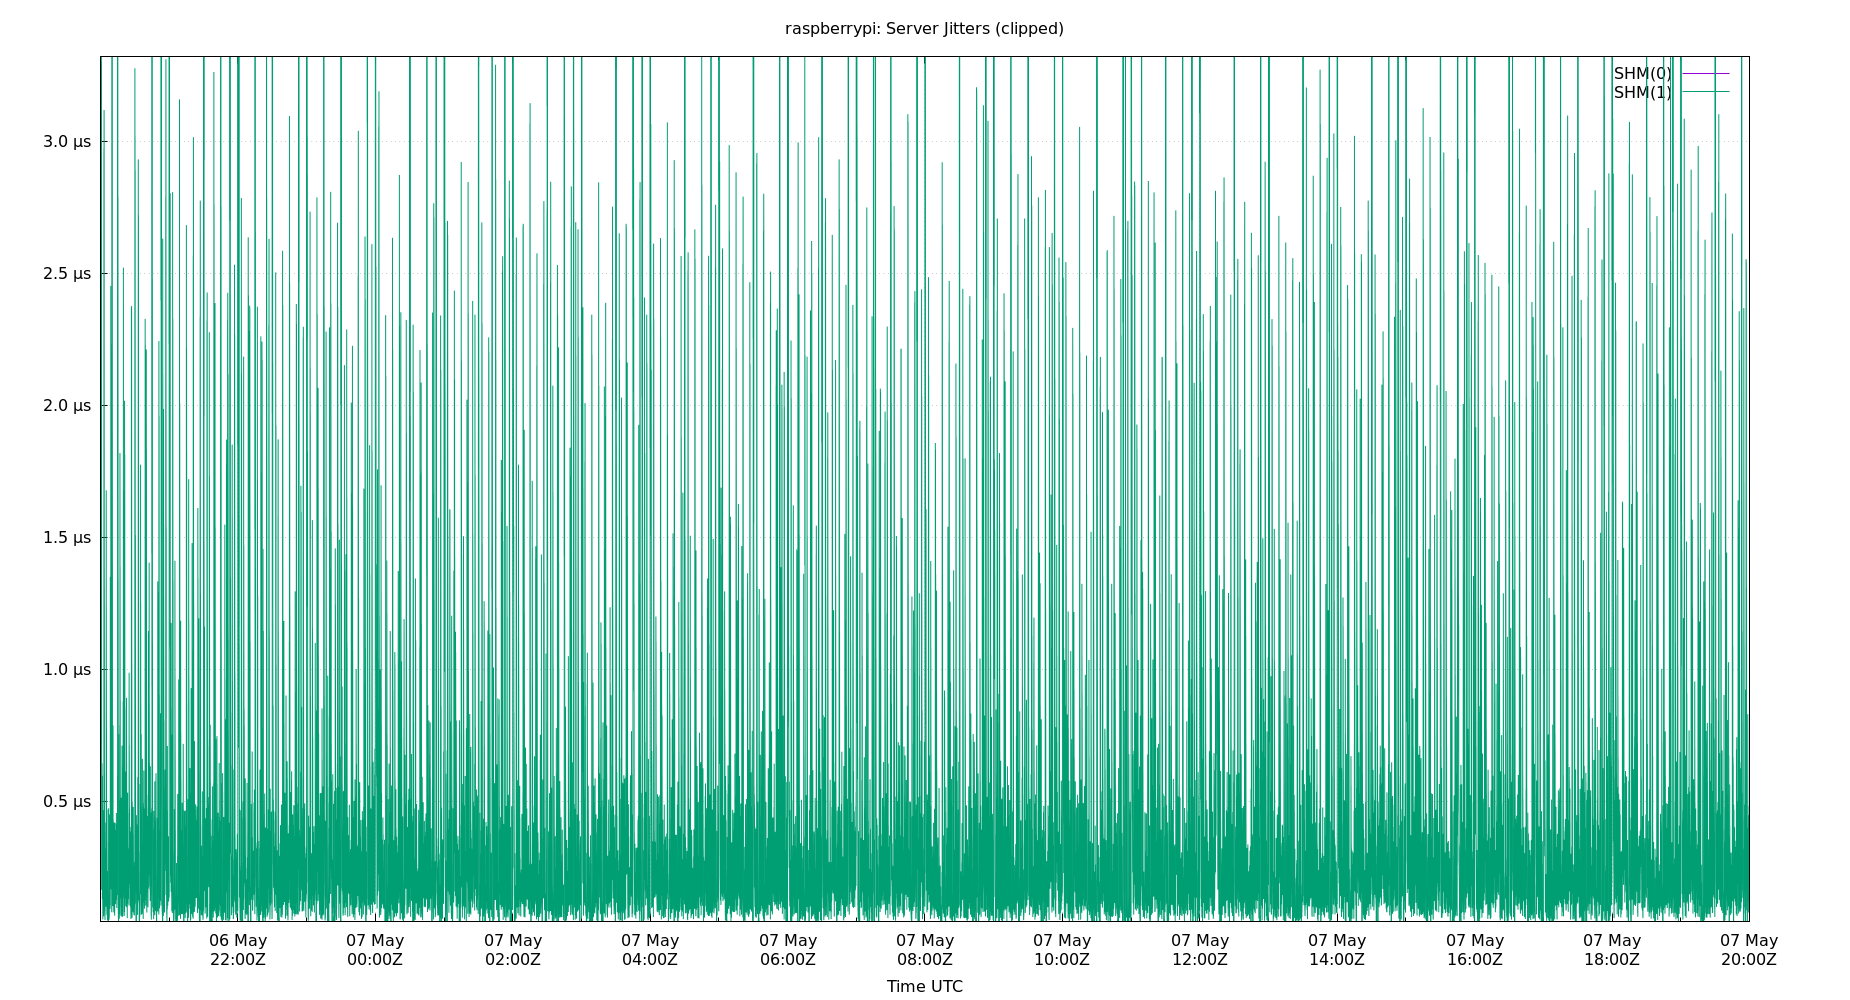 raspberrypi: Server Jitters (clipped)
SHM(0)
SHM(1)
3.0 µs
2.5 µs
2.0 µs
1.5 µs
1.0 µs
0.5 µs
06 May 07 May 07 May 07 May 07 May 07 May 07 May 07 May 07 May 07 May 07 May 07 May
22:00Z 00:00Z 02:00Z 04:00Z 06:00Z 08:00Z 10:00Z 12:00Z 14:00Z 16:00Z 18:00Z 20:00Z
Time UTC